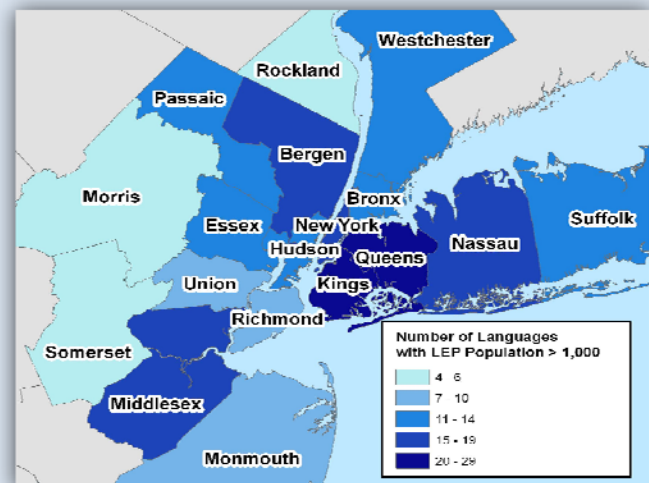 Westchester
Rockland
Passaic
Bergen
Morris
Bronx
Essex
New York
Suffolk
Hudson
Nassau
Queens
Union
Kings
Richmond
Somerset
Middlesex
Monmouth
Number of Languages
with LEP Population > 1,000
4 - 6
7 - 10
11 - 14
15 - 19
20 - 29